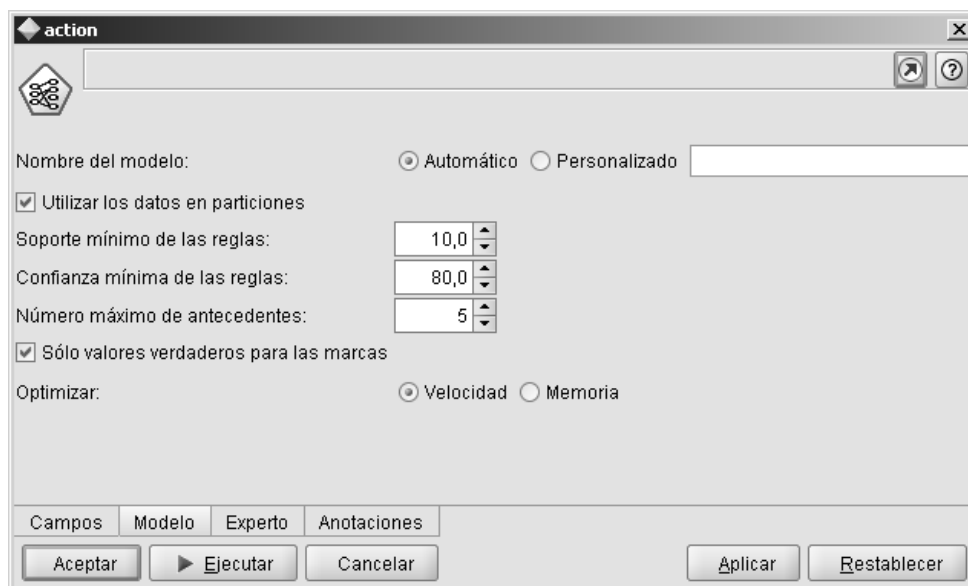 action
Nombre del modelo: Automático Personalizado
Utilizar los datos en particiones
Soporte mínimo de las reglas: 10,0
Confianza mínima de las reglas: 80,0
Número máximo de antecedentes: 5
Sólo valores verdaderos para las marcas
Optimizar: Velocidad Memoria
Campos Modelo Experto Anotaciones
Aceptar Ejecutar Cancelar Aplicar Restablecer